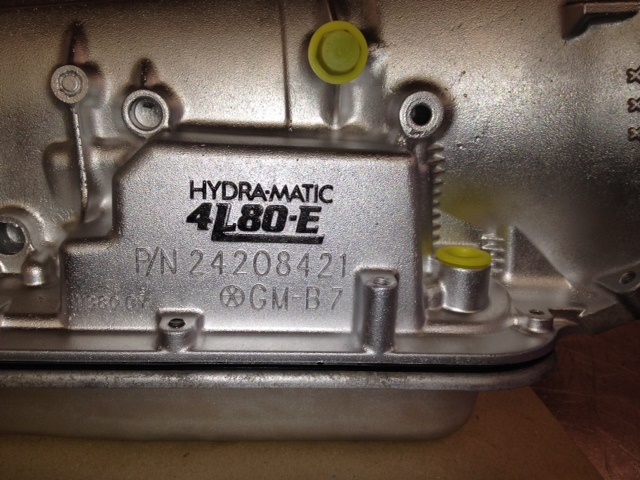 HYDRA-MATIC
4L80-E
P/N 24208421
GM-B7